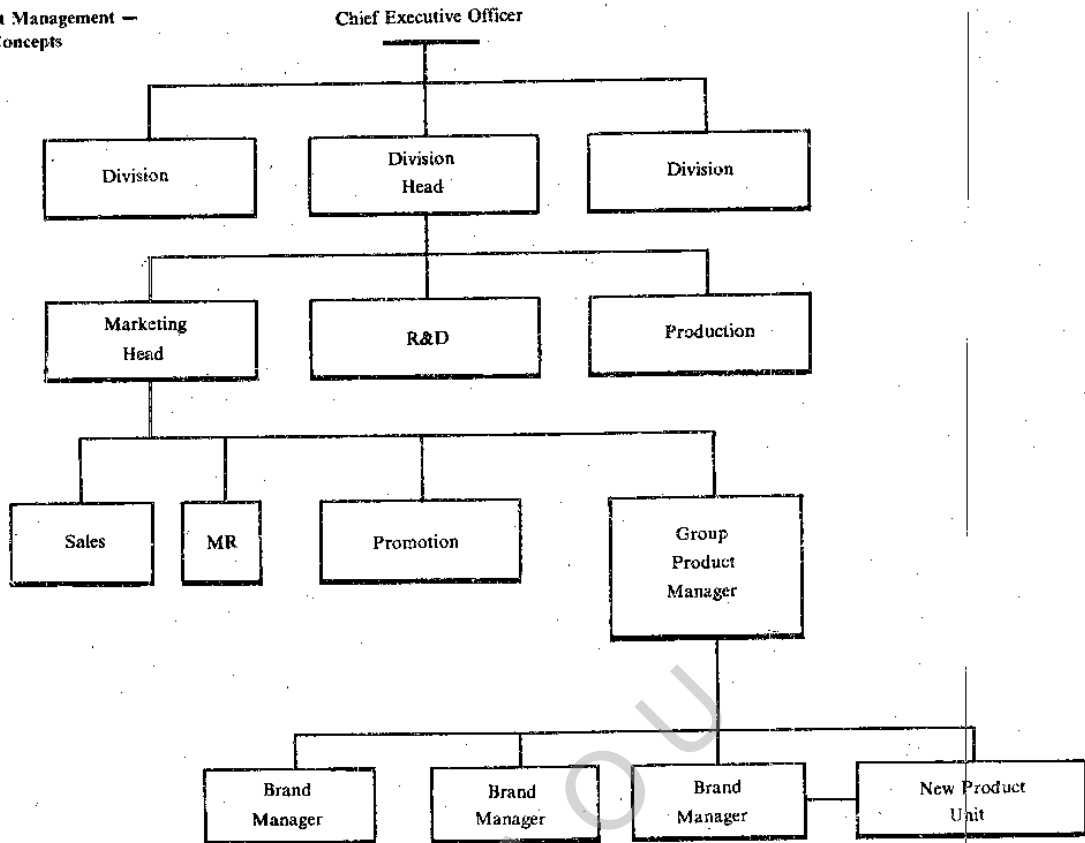 t Management —
Concepts
Chief Executive Officer
Division
Division
Head
Division
Marketing
Head
R&D
Production
Sales
MR
Promotion
Group
Product
Manager
Brand
Manager
Brand
Manager
Brand
Manager
New Product
Unit
O U